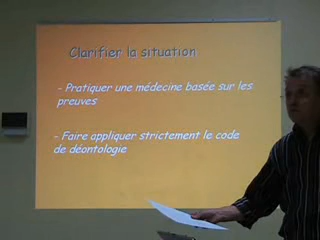 Clarifier la situation
- Pratiquer une médecine basée sur les
preuves
- Faire appliquer strictement le code
de déontologie